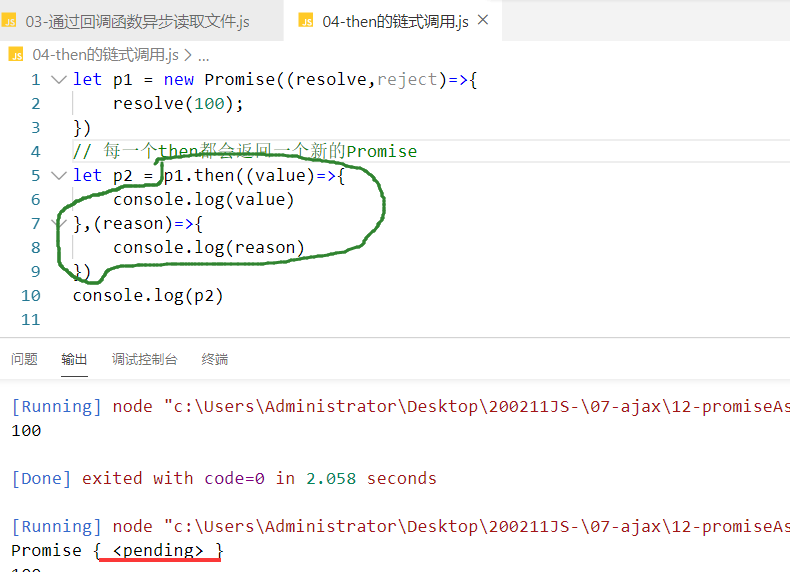 JS 03-通过回调函数异步读取文件.js
JS 04-then的链式调用.js ×
JS 04-then的链式调用.js > ...
1 let p1 = new Promise((resolve,reject)=>{
2 resolve(100);
3 })
4 // 每一个then都会返回一个新的Promise
5 let p2 = p1.then((value)=>{
6 console.log(value)
7 },(reason)=>{
8 console.log(reason)
9 })
10 console.log(p2)
11
问题 输出 调试控制台 终端
[Running] node "c:\Users\Administrator\Desktop\200211JS-\07-ajax\12-promiseAs
100
[Done] exited with code=0 in 2.058 seconds
[Running] node "c:\Users\Administrator\Desktop\200211JS-\07-ajax\12-promiseAs
Promise { <pending> }
100